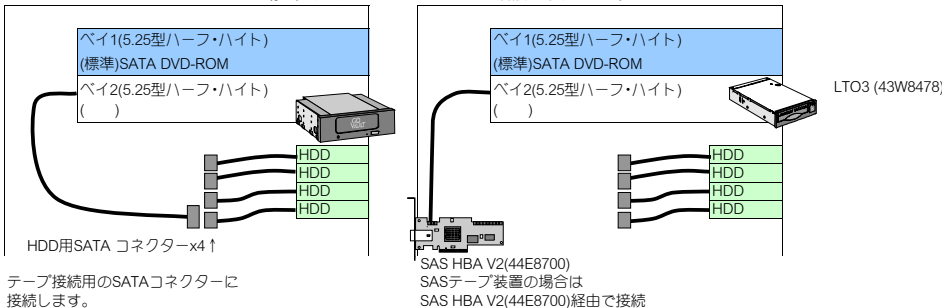 ベイ1(5.25型ハーフ・ハイト)
(標準)SATA DVD-ROM
ベイ2(5.25型ハーフ・ハイト)
( )
HDD
HDD
HDD
HDD
HDD用SATA コネクターx4↑
テープ接続用のSATAコネクターに
接続します。
ベイ1(5.25型ハーフ・ハイト)
(標準)SATA DVD-ROM
ベイ2(5.25型ハーフ・ハイト)
( )
LTO3 (43W8478)
HDD
HDD
HDD
HDD
SAS HBA V2(44E8700)
SASテープ装置の場合は
SAS HBA V2(44E8700)経由で接続